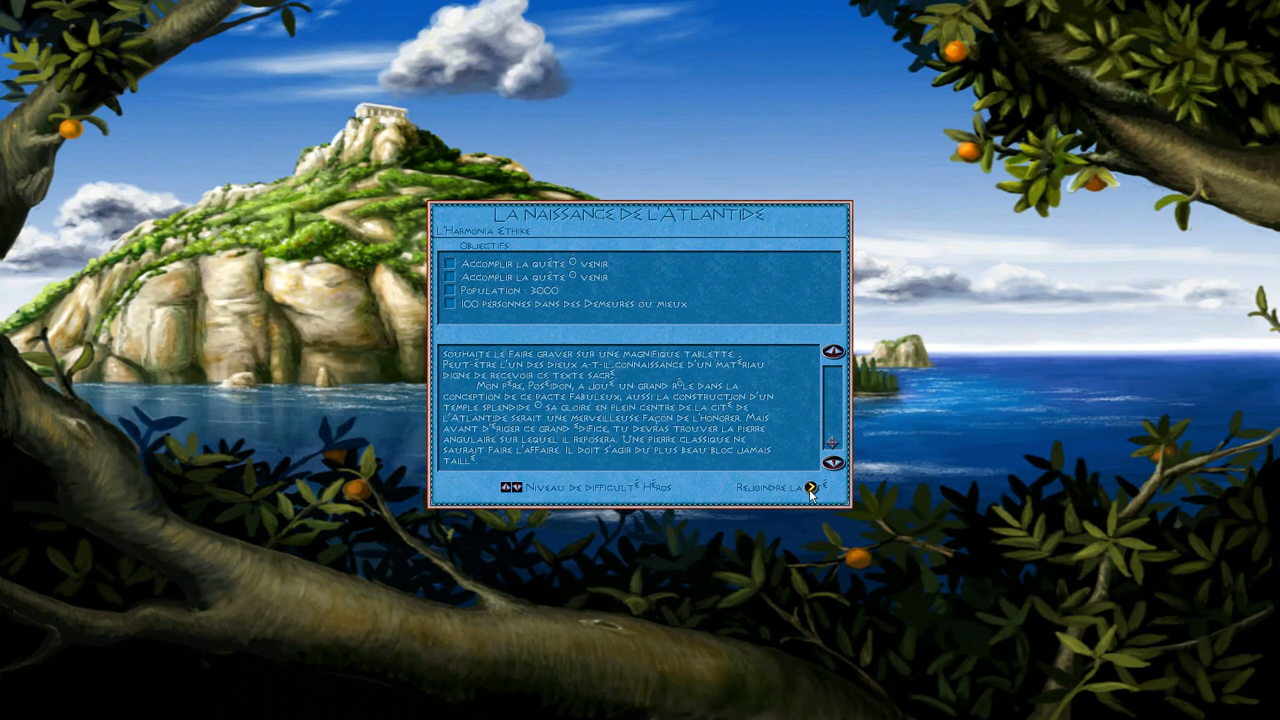 La naissance de l'Atlantide
L'Harmonia Ethike
Objectifs
Accomplir la quête à venir
Accomplir la quête à venir
Population : 3000
100 personnes dans des Demeures ou mieux
souhaite le faire graver sur une magnifique tablette.
Peut-être l'un des dieux a-t-il connaissance d'un matériau
digne de recevoir ce texte sacré.
Mon père, Poséidon, a joué un grand rôle dans la
conception de ce pacte fabuleux, aussi la construction d'un
temple splendide à sa gloire en plein centre de la cité de
l'Atlantide serait une merveilleuse façon de l'honorer. Mais
avant d'ériger ce grand édifice, tu devras trouver la pierre
angulaire sur lequel il reposera. Une pierre classique ne
saurait faire l'affaire. Il doit s'agir du plus beau bloc jamais
taillé.
Niveau de difficulté Héros
Rejoindre la